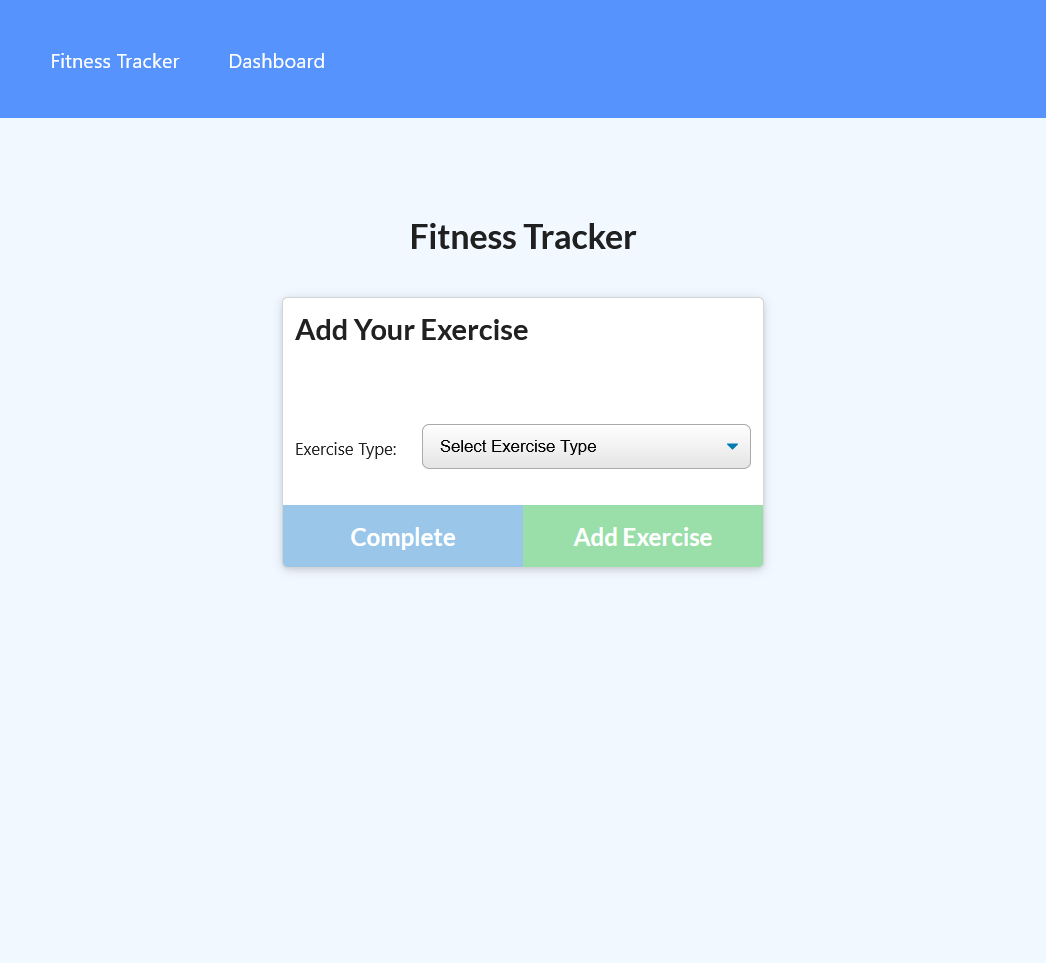 Fitness Tracker Dashboard
Fitness Tracker
Add Your Exercise
Exercise Type: Select Exercise Type
Complete Add Exercise